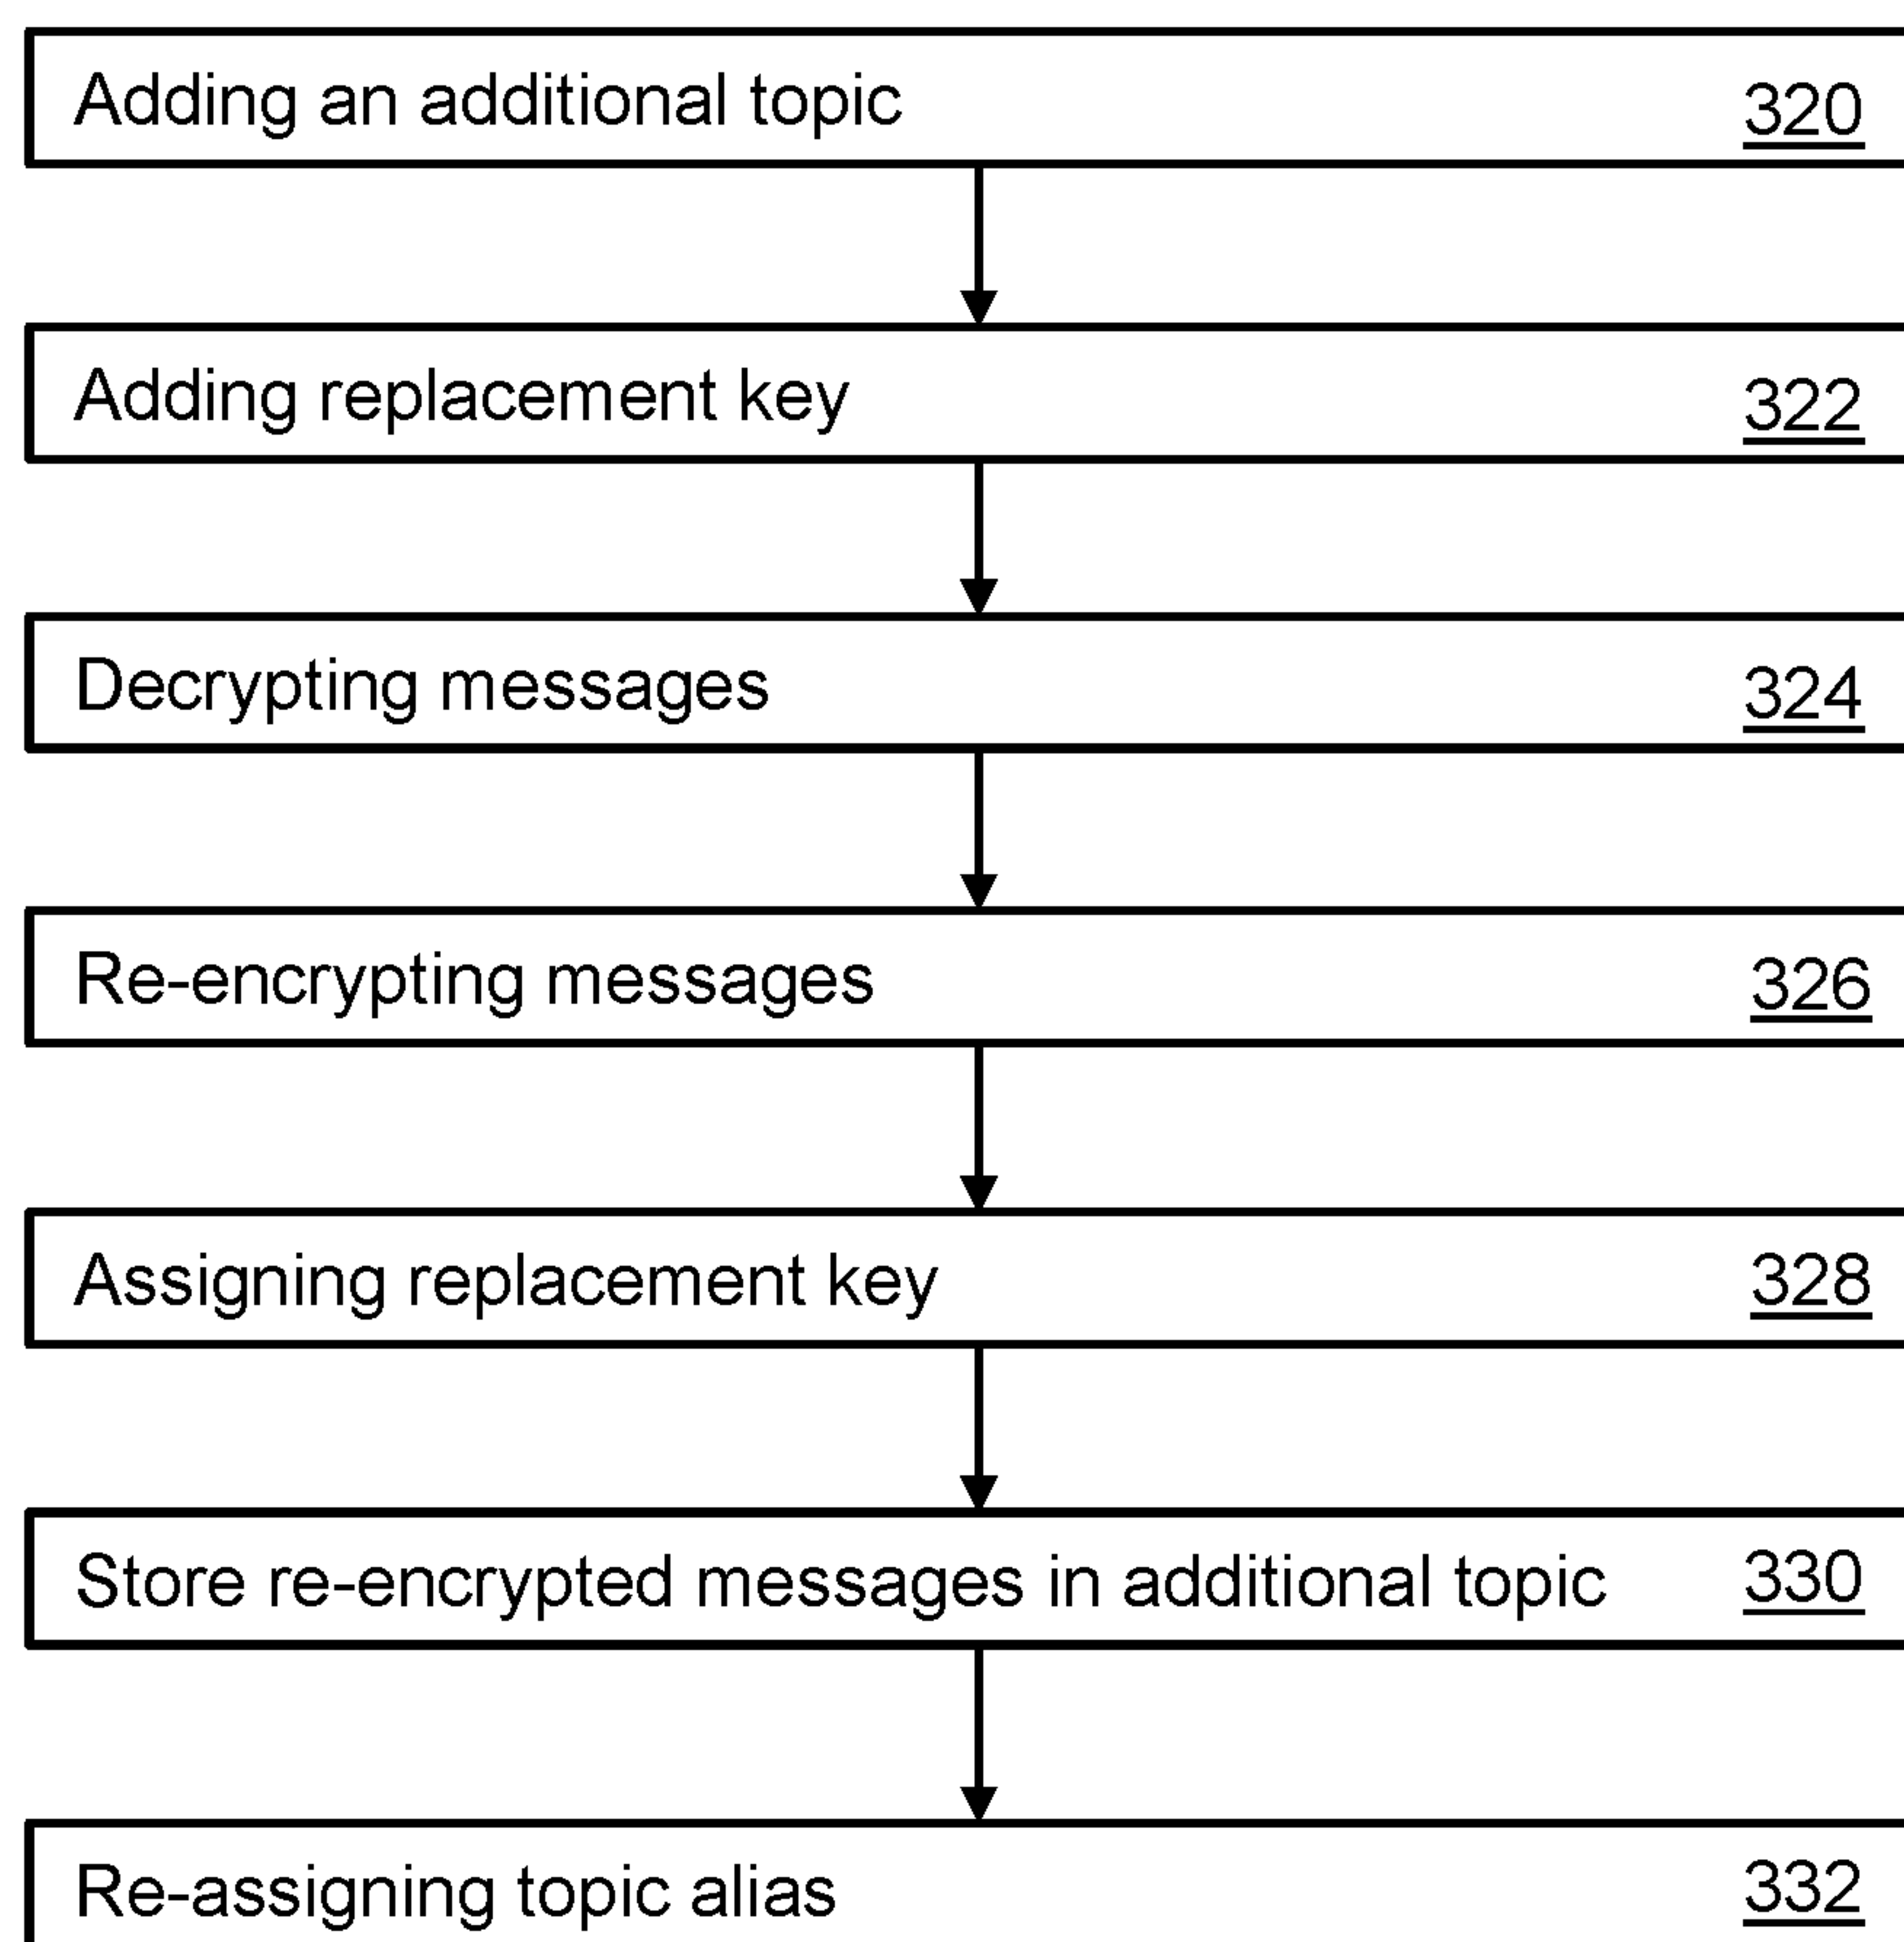 Adding an additional topic 320
Adding replacement key 322
Decrypting messages 324
Re-encrypting messages 326
Assigning replacement key 328
Store re-encrypted messages in additional topic 330
Re-assigning topic alias 332